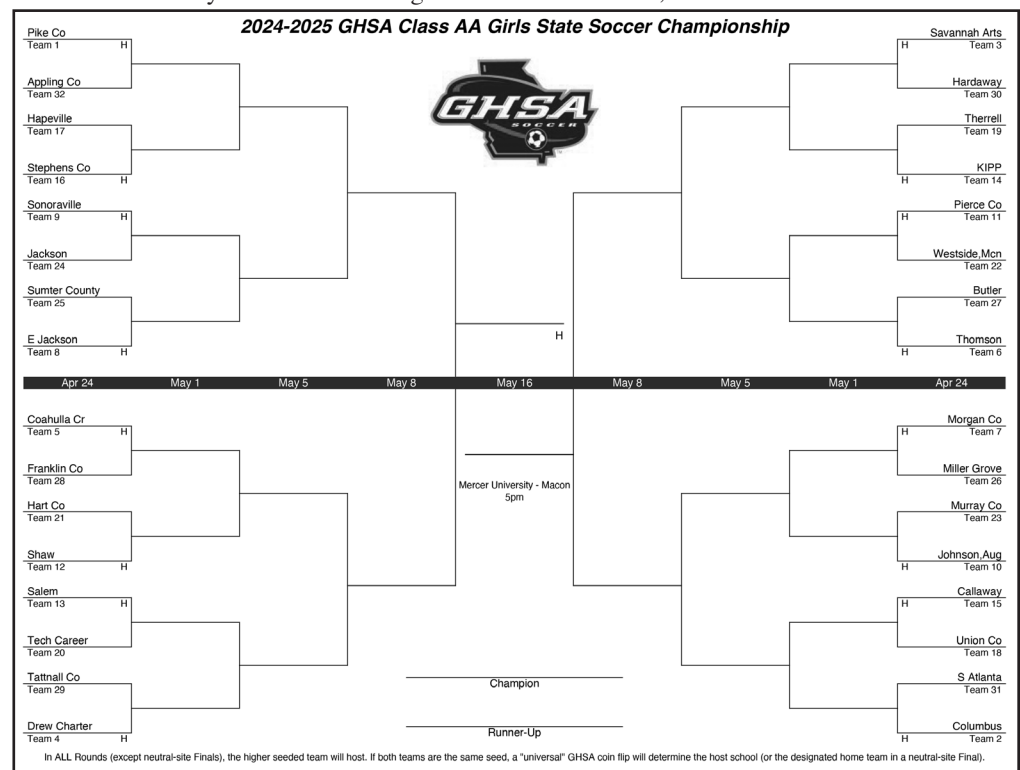 2024-2025 GHSA Class AA Girls State Soccer Championship
GHSA
SOCCER
Pike Co
Team 1 H
Appling Co
Team 32
Hapeville
Team 17
Stephens Co
Team 16 H
Sonoraville
Team 9 H
Jackson
Team 24
Sumter County
Team 25
E Jackson
Team 8 H
Savannah Arts
H Team 3
Hardaway
Team 30
Therrell
Team 19
KIPP
H Team 14
Pierce Co
H Team 11
Westside,Mcn
Team 22
Butler
Team 27
Thomson
H Team 6
H
Apr 24 May 1 May 5 May 8 May 16 May 8 May 5 May 1 Apr 24
Coahulla Cr
Team 5 H
Franklin Co
Team 28
Hart Co
Team 21
Shaw
Team 12 H
Salem
Team 13 H
Tech Career
Team 20
Tattnall Co
Team 29
Drew Charter
Team 4 H
Mercer University - Macon
5pm
Morgan Co
H Team 7
Miller Grove
Team 26
Murray Co
Team 23
Johnson,Aug
H Team 10
Callaway
H Team 15
Union Co
Team 18
S Atlanta
Team 31
Columbus
H Team 2
Champion
Runner-Up
In ALL Rounds (except neutral-site Finals), the higher seeded team will host. If both teams are the same seed, a "universal" GHSA coin flip will determine the host school (or the designated home team in a neutral-site Final).